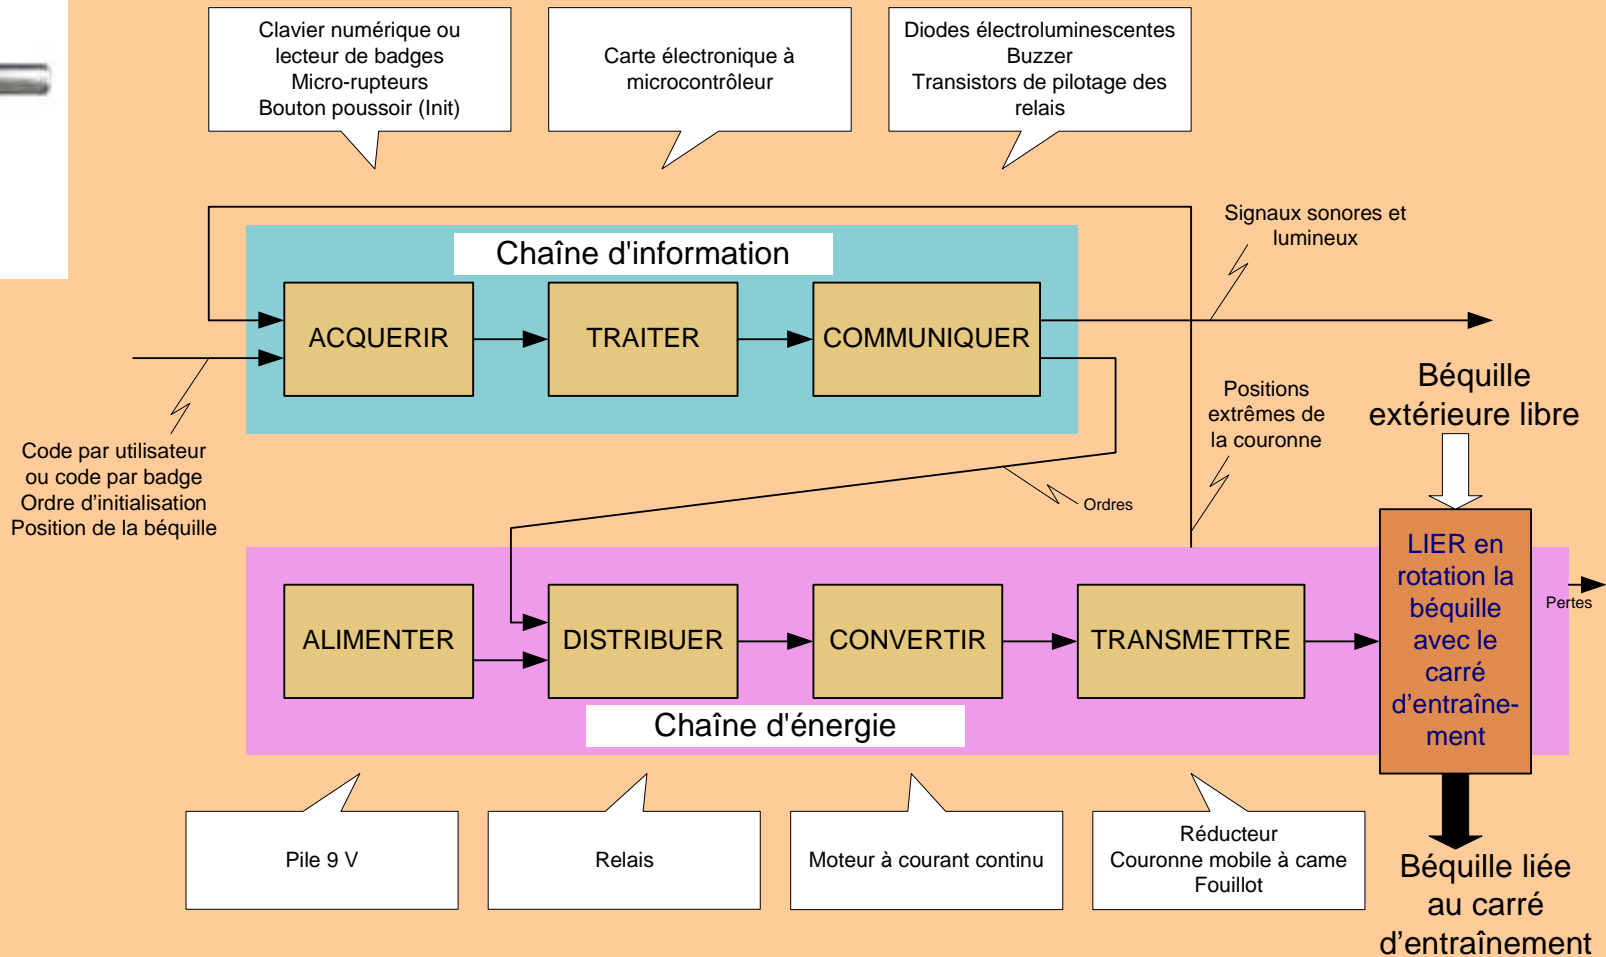 Clavier numérique ou
lecteur de badges
Micro-rupteurs
Bouton poussoir (Init)
Carte électronique à
microcontrôleur
Diodes électroluminescentes
Buzzer
Transistors de pilotage des
relais
Signaux sonores et
lumineux
Chaîne d'information
ACQUERIR
TRAITER
COMMUNIQUER
Code par utilisateur
ou code par badge
Ordre d'initialisation
Position de la béquille
Positions
extrêmes de
la couronne
Béquille
extérieure libre
Ordres
ALIMENTER
DISTRIBUER
CONVERTIR
TRANSMETTRE
LIER en
rotation la
béquille
avec le
carré
d'entraîne-
ment
Pertes
Chaîne d'énergie
Pile 9 V
Relais
Moteur à courant continu
Réducteur
Couronne mobile à came
Fouillot
Béquille liée
au carré
d'entraînement